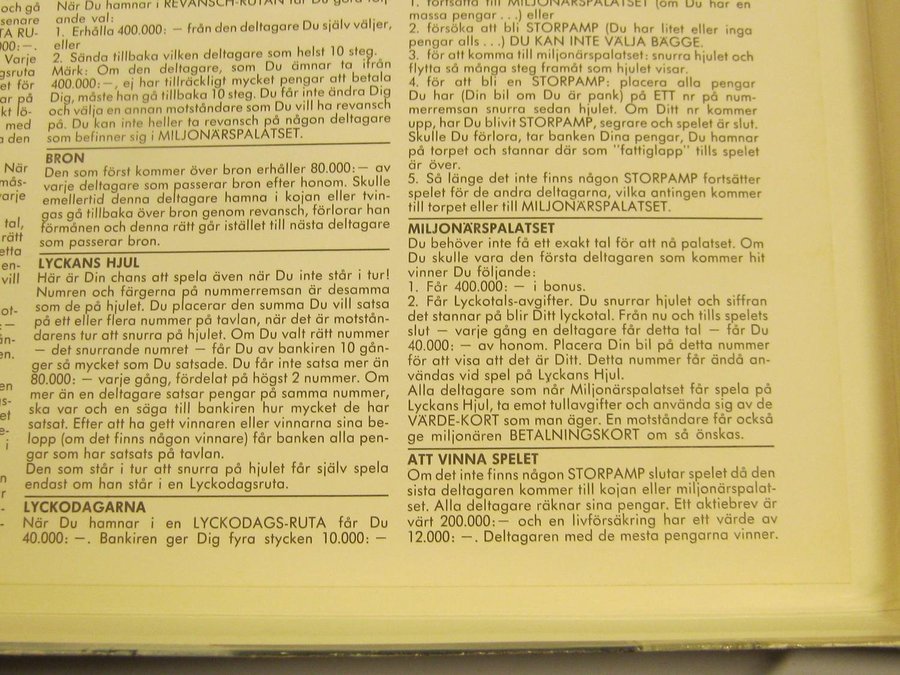 och gå
senare
TA RU-
000:–.
Varje
gsruta
et för
ar på
kt lö-
med
a den
När
mås-
varje
tal,
rätt
etta
en-
vill
ot-
:–
än-
en.
en
s-
et
e-
i
n
r
När Du hamnar i REVANSCH-RUTAN får Du göra följ-
ande val:
1. Erhålla 400.000: – från den deltagare Du själv väljer,
eller
2. Sända tillbaka vilken deltagare som helst 10 steg.
Märk: Om den deltagare, som Du ämnar ta ifrån
400.000:–, ej har tillräckligt mycket pengar att betala
Dig, måste han gå tillbaka 10 steg. Du får inte ändra Dig
och välja en annan motståndare som Du vill ha revansch
på. Du kan inte heller ta revansch på någon deltagare
som befinner sig i MILJONÄRSPALATSET.
BRON
Den som först kommer över bron erhåller 80.000:– av
varje deltagare som passerar bron efter honom. Skulle
emellertid denna deltagare hamna i kojan eller tvin-
gas gå tillbaka över bron genom revansch, förlorar han
förmånen och denna rätt går istället till nästa deltagare
som passerar bron.
LYCKANS HJUL
Här är Din chans att spela även när Du inte står i tur!
Numren och färgerna på nummerremsan är desamma
som de på hjulet. Du placerar den summa Du vill satsa
på ett eller flera nummer på tavlan, när det är motstån-
darens tur att snurra på hjulet. Om Du valt rätt nummer
– det snurrande numret – får Du av bankiren 10 gån-
ger så mycket som Du satsade. Du får inte satsa mer än
80.000: – varje gång, fördelat på högst 2 nummer. Om
mer än en deltagare satsar pengar på samma nummer,
ska var och en säga till bankiren hur mycket de har
satsat. Efter att ha gett vinnaren eller vinnarna sina be-
lopp (om det finns någon vinnare) får banken alla pen-
gar som har satsats på tavlan.
Den som står i tur att snurra på hjulet får själv spela
endast om han står i en Lyckodagsruta.
LYCKODAGARNA
När Du hamnar i en LYCKODAGS-RUTA får Du
40.000: –. Bankiren ger Dig fyra stycken 10.000: –
1. fortsätta till MILJONÄRSPALATSET (om Du har en
massa pengar . . .) eller
2. försöka att bli STORPAMP (Du har litet eller inga
pengar alls . . .) DU KAN INTE VÄLJA BÄGGE.
3. för att komma till miljonärspalatset: snurra hjulet och
flytta så många steg framåt som hjulet visar.
4. för att bli en STORPAMP: placera alla pengar
Du har (Din bil om Du är pank) på ETT nr på num-
merremsan snurra sedan hjulet. Om Ditt nr kommer
upp, har Du blivit STORPAMP, segrare och spelet är slut.
Skulle Du förlora, tar banken Dina pengar, Du hamnar
på torpet och stannar där som "fattiglapp" tills spelet
är över.
5. Så länge det inte finns någon STORPAMP fortsätter
spelet för de andra deltagarna, vilka antingen kommer
till torpet eller till MILJONÄRSPALATSET.
MILJONÄRSPALATSET
Du behöver inte få ett exakt tal för att nå palatset. Om
Du skulle vara den första deltagaren som kommer hit
vinner Du följande:
1. Får 400.000: – i bonus.
2. Får Lyckotals-avgifter. Du snurrar hjulet och siffran
det stannar på blir Ditt lyckotal. Från nu och tills spelets
slut – varje gång en deltagare får detta tal – får Du
40.000: – av honom. Placera Din bil på detta nummer
för att visa att det är Ditt. Detta nummer får ändå an-
vändas vid spel på Lyckans Hjul.
Alla deltagare som når Miljonärspalatset får spela på
Lyckans Hjul, ta emot tullavgifter och använda sig av de
VÄRDE-KORT som man äger. En motståndare får också
ge miljonären BETALNINGSKORT om så önskas.
ATT VINNA SPELET
Om det inte finns någon STORPAMP slutar spelet då den
sista deltagaren kommer till kojan eller miljonärspalat-
set. Alla deltagare räknar sina pengar. Ett aktiebrev är
värt 200.000: – och en livförsäkring har ett värde av
12.000: –. Deltagaren med de mesta pengarna vinner.